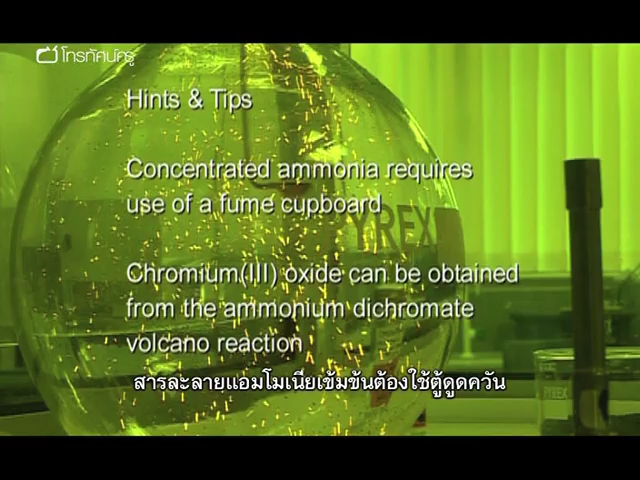 โทรทัศน์ครู
Hints & Tips
Concentrated ammonia requires
use of a fume cupboard
PYREX
Chromium(III) oxide can be obtained
from the ammonium dichromate
volcano reaction
PYREX
สารละลายแอมโมเนียเข้มข้นต้องใช้ตู้ดูดควัน